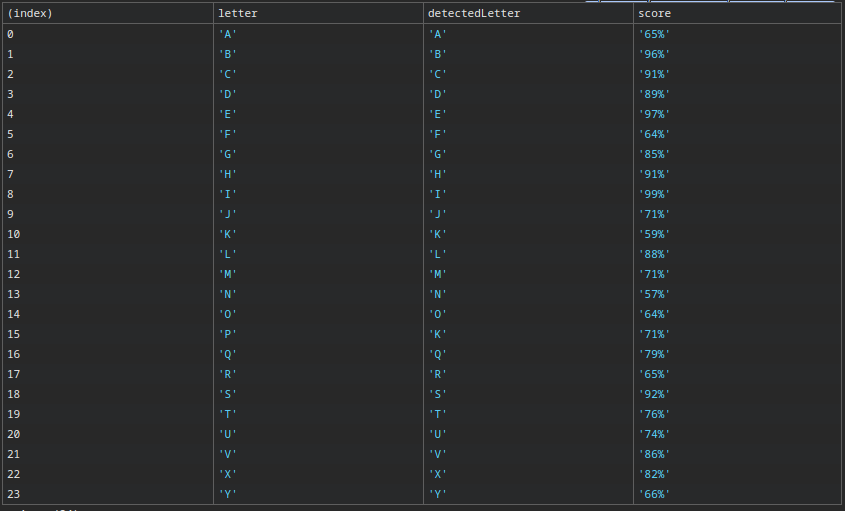 (index) letter detectedLetter score
0 'A' 'A' '65%'
1 'B' 'B' '96%'
2 'C' 'C' '91%'
3 'D' 'D' '89%'
4 'E' 'E' '97%'
5 'F' 'F' '64%'
6 'G' 'G' '85%'
7 'H' 'H' '91%'
8 'I' 'I' '99%'
9 'J' 'J' '71%'
10 'K' 'K' '59%'
11 'L' 'L' '88%'
12 'M' 'M' '71%'
13 'N' 'N' '57%'
14 'O' 'O' '64%'
15 'P' 'K' '71%'
16 'Q' 'Q' '79%'
17 'R' 'R' '65%'
18 'S' 'S' '92%'
19 'T' 'T' '76%'
20 'U' 'U' '74%'
21 'V' 'V' '86%'
22 'X' 'X' '82%'
23 'Y' 'Y' '66%'